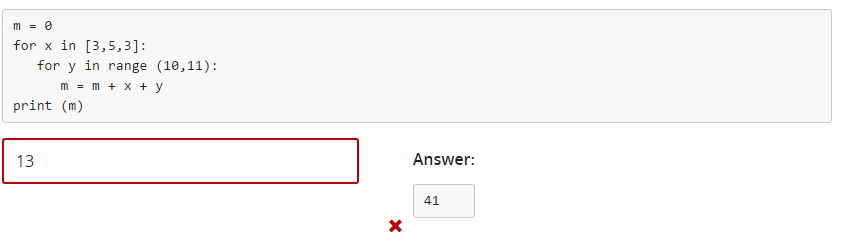 m = 0
for x in [3,5,3]:
   for y in range (10,11):
      m = m + x + y
print (m)
13
Answer:
41